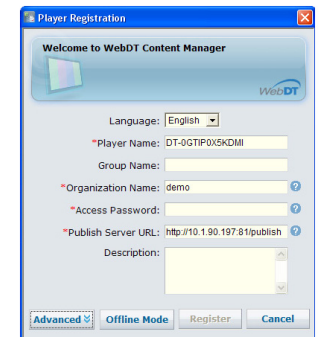 Player Registration
Welcome to WebDT Content Manager
WebDT
Language: English
*Player Name: DT-0GTIP0X5KDMI
Group Name:
*Organization Name: demo
*Access Password:
*Publish Server URL: http://10.1.90.197:81/publish
Description:
Advanced Offline Mode Register Cancel